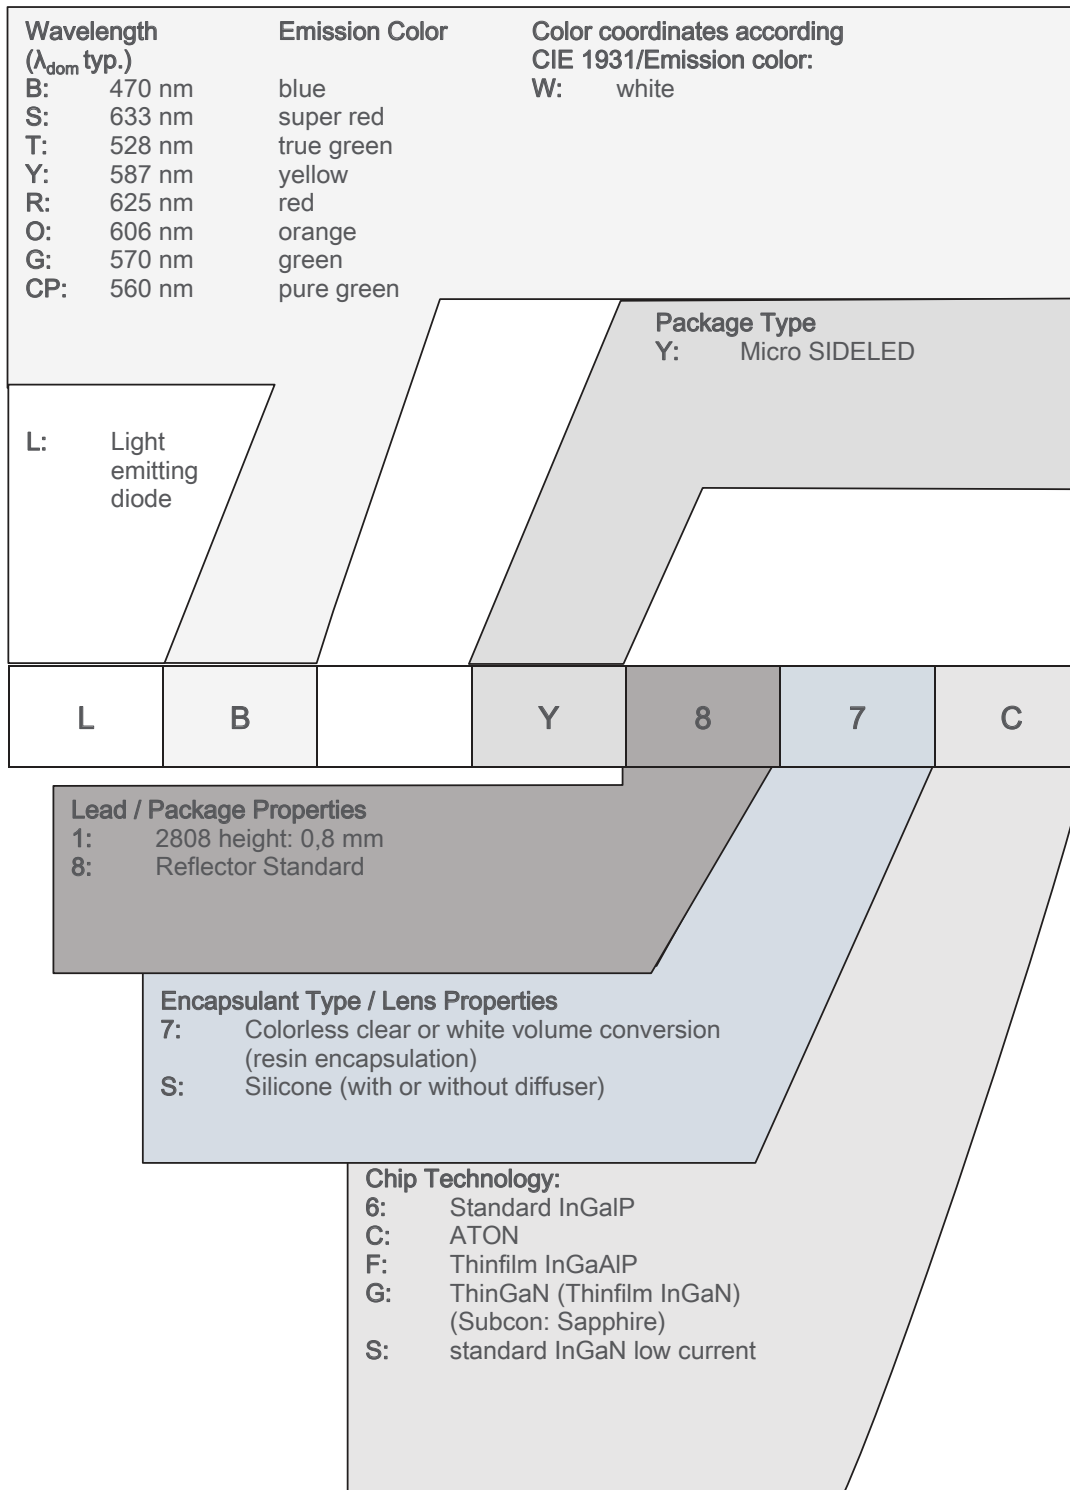 Wavelength Emission Color Color coordinates according
(λdom typ.) CIE 1931/Emission color:
B: 470 nm blue W: white
S: 633 nm super red
T: 528 nm true green
Y: 587 nm yellow
R: 625 nm red
O: 606 nm orange
G: 570 nm green
CP: 560 nm pure green
Package Type
Y: Micro SIDELED
L: Light
emitting
diode
L B Y 8 7 C
Lead / Package Properties
1: 2808 height: 0,8 mm
8: Reflector Standard
Encapsulant Type / Lens Properties
7: Colorless clear or white volume conversion
(resin encapsulation)
S: Silicone (with or without diffuser)
Chip Technology:
6: Standard InGalP
C: ATON
F: Thinfilm InGaAlP
G: ThinGaN (Thinfilm InGaN)
(Subcon: Sapphire)
S: standard InGaN low current